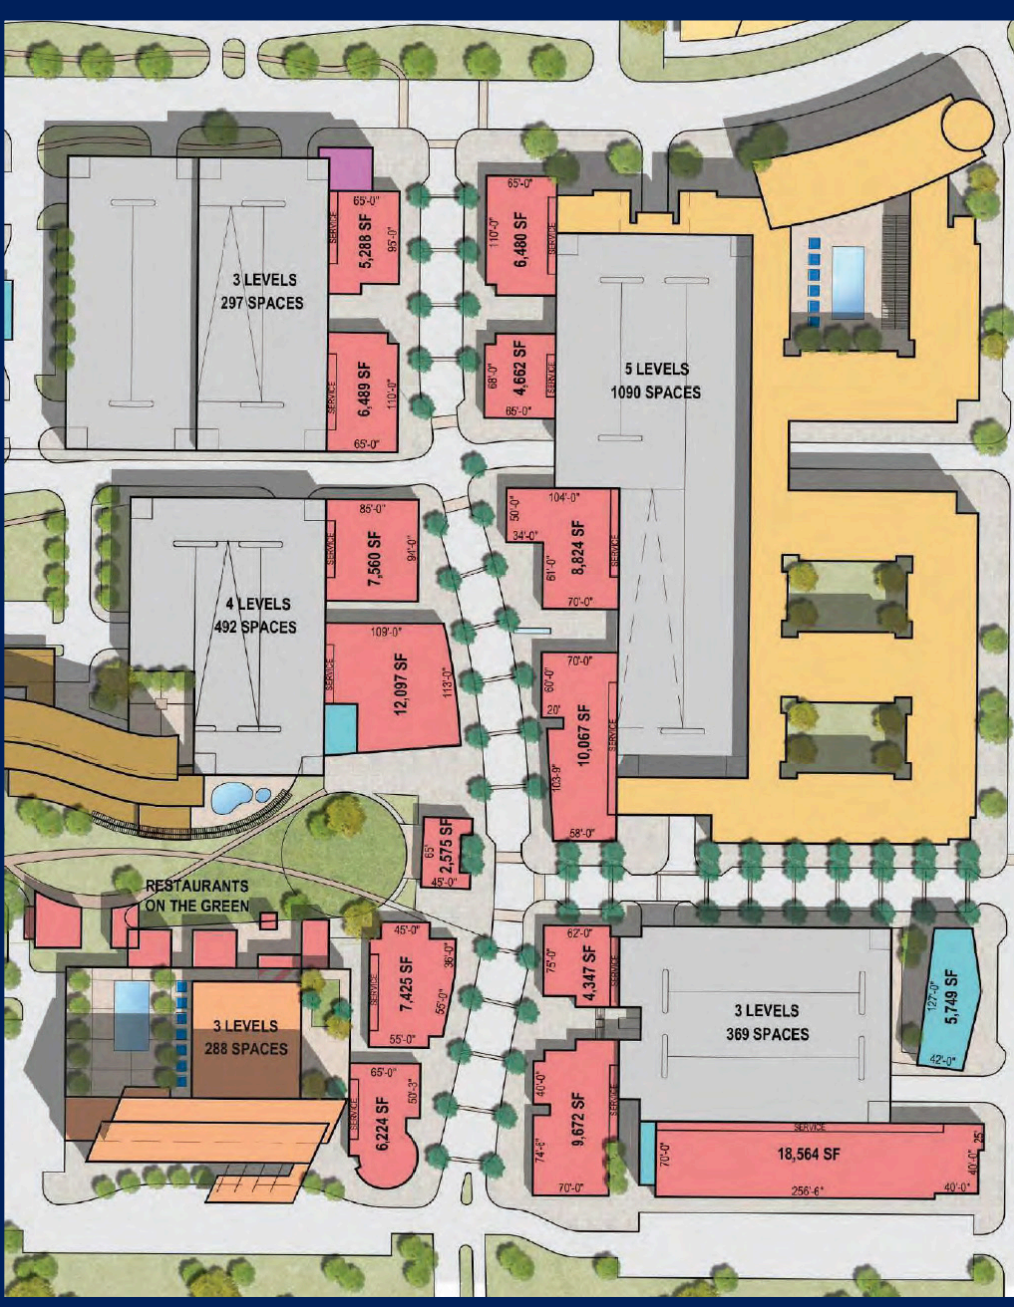 65'-0"
SERVICE
5,288 SF
95'-0"
65'-0"
110'-0"
6,480 SF
SERVICE
3 LEVELS
297 SPACES
SERVICE
6,489 SF
110'-0"
65'-0"
68'-0"
4,662 SF
SERVICE
65'-0"
5 LEVELS
1090 SPACES
85'-0"
SERVICE
7,560 SF
94'-0"
104'-0"
50'-0"
34'-0"
61'-0"
8,824 SF
SERVICE
70'-0"
4 LEVELS
492 SPACES
109'-0"
SERVICE
12,097 SF
113'-0"
70'-0"
60'-0"
20'
10,067 SF
SERVICE
103'-9"
58'-0"
65'
2,575 SF
45'-0"
RESTAURANTS
ON THE GREEN
45'-0"
SERVICE
7,425 SF
36'-0"
55'-0"
55'-0"
62'-0"
75'-0"
4,347 SF
SERVICE
3 LEVELS
369 SPACES
127'-0"
5,749 SF
42'-0"
3 LEVELS
288 SPACES
65'-0"
SERVICE
6,224 SF
50'-3"
40'-0"
9,672 SF
SERVICE
74'-6"
70'-0"
SERVICE
70'-0"
18,564 SF
25'
40'-0"
256'-6"
40'-0"